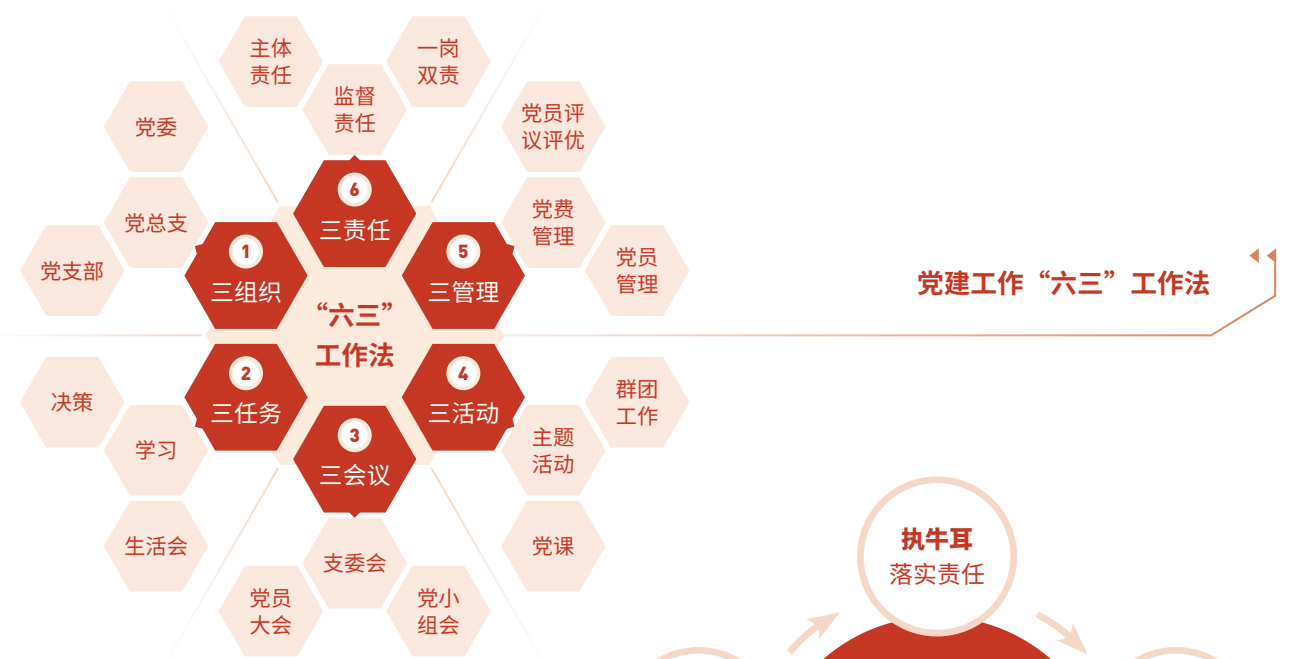 主体
责任
一岗
双责
监督
责任
党委
党员评
议评优
党总支
党费
管理
党支部
党员
管理
6
三责任
1
三组织
5
三管理
“六三”
工作法
2
三任务
4
三活动
3
三会议
决策
学习
生活会
群团
工作
主题
活动
党课
支委会
党员
大会
党小
组会
党建工作“六三”工作法
执牛耳
落实责任